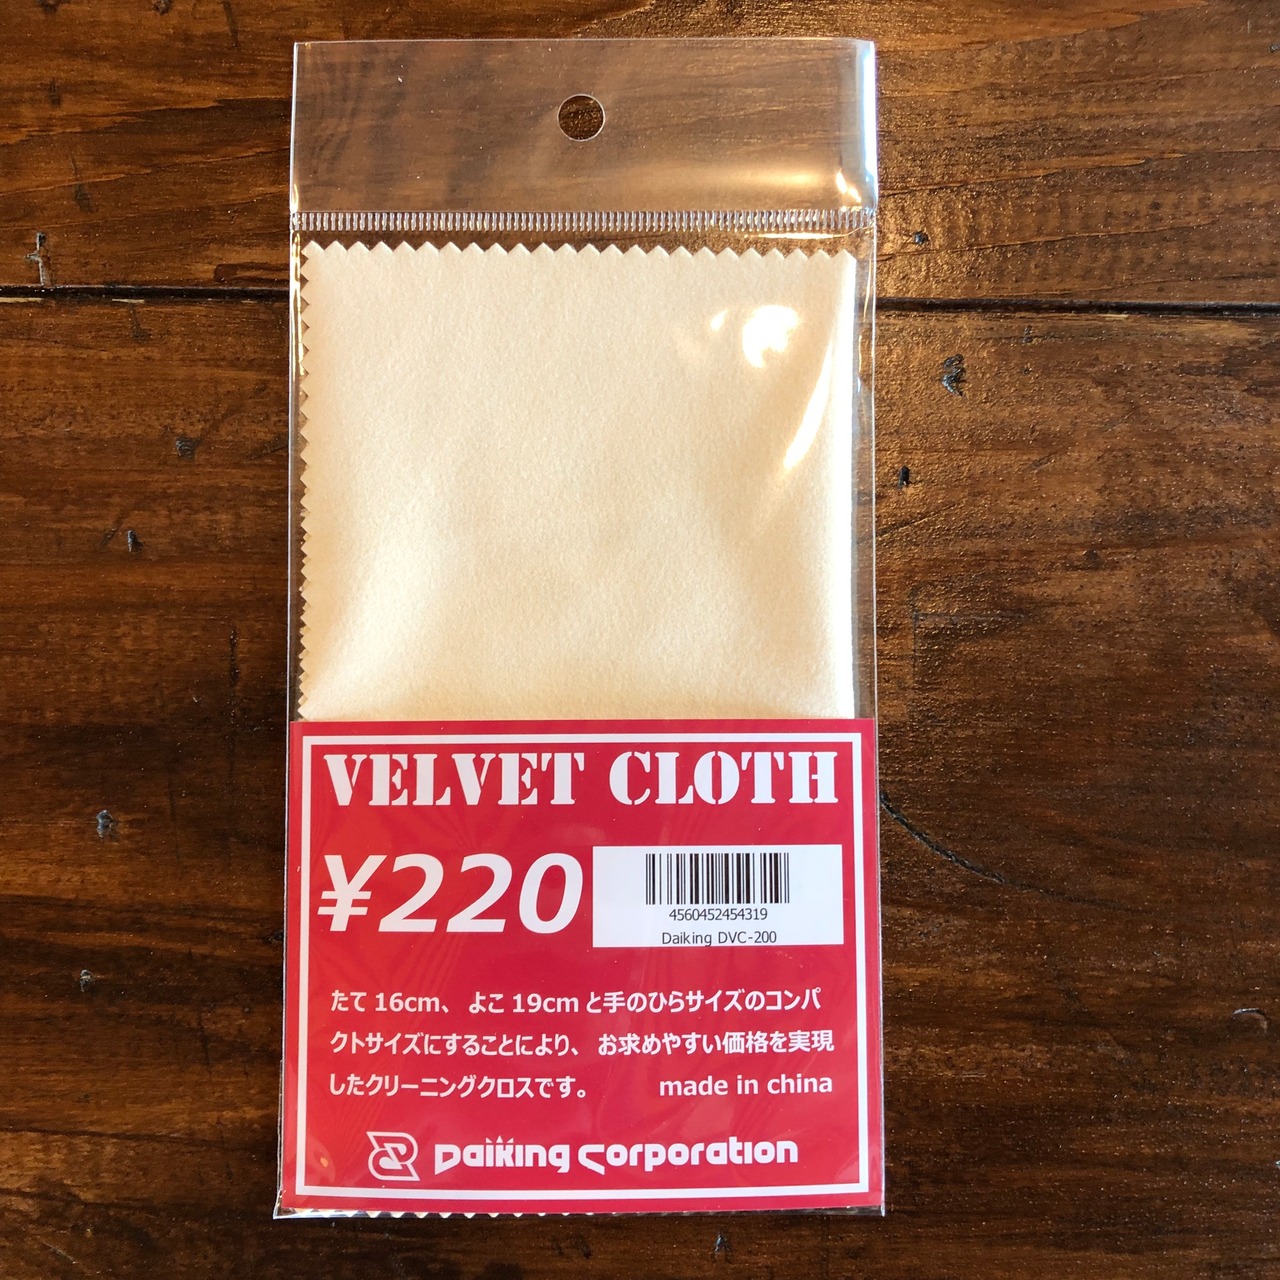 VELVET CLOTH
¥220
4560452454319
Daiking DVC-200
たて 16cm、 よこ 19cm と手のひらサイズのコンパ
クトサイズにすることにより、 お求めやすい価格を実現
したクリーニングクロスです。 made in china
Daiking Corporation